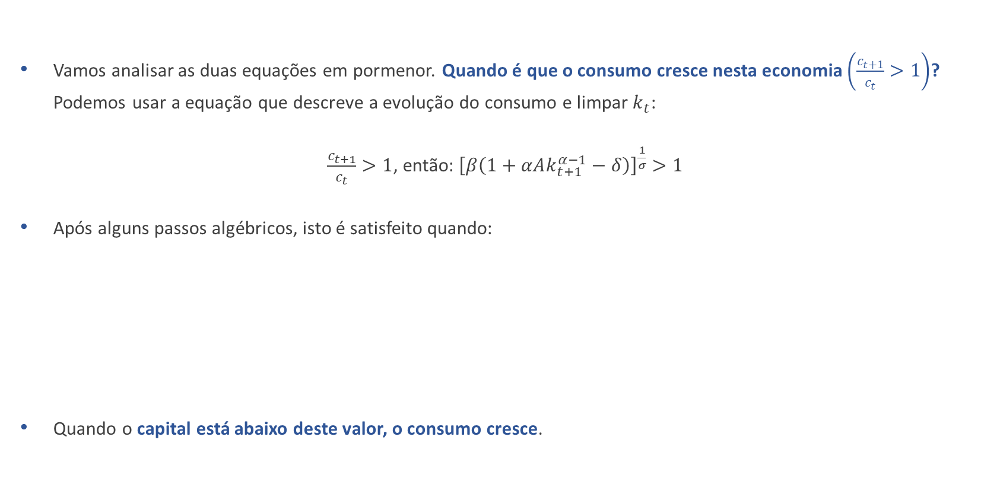 • Vamos analisar as duas equações em pormenor. Quando é que o consumo cresce nesta economia $\left(\frac{c_{t+1}}{c_t} > 1\right)$?
Podemos usar a equação que descreve a evolução do consumo e limpar $k_t$:
$\frac{c_{t+1}}{c_t} > 1$, então: $[\beta(1 + \alpha A k_{t+1}^{\alpha-1} - \delta)]^{\frac{1}{\sigma}} > 1$
• Após alguns passos algébricos, isto é satisfeito quando:
• Quando o capital está abaixo deste valor, o consumo cresce.